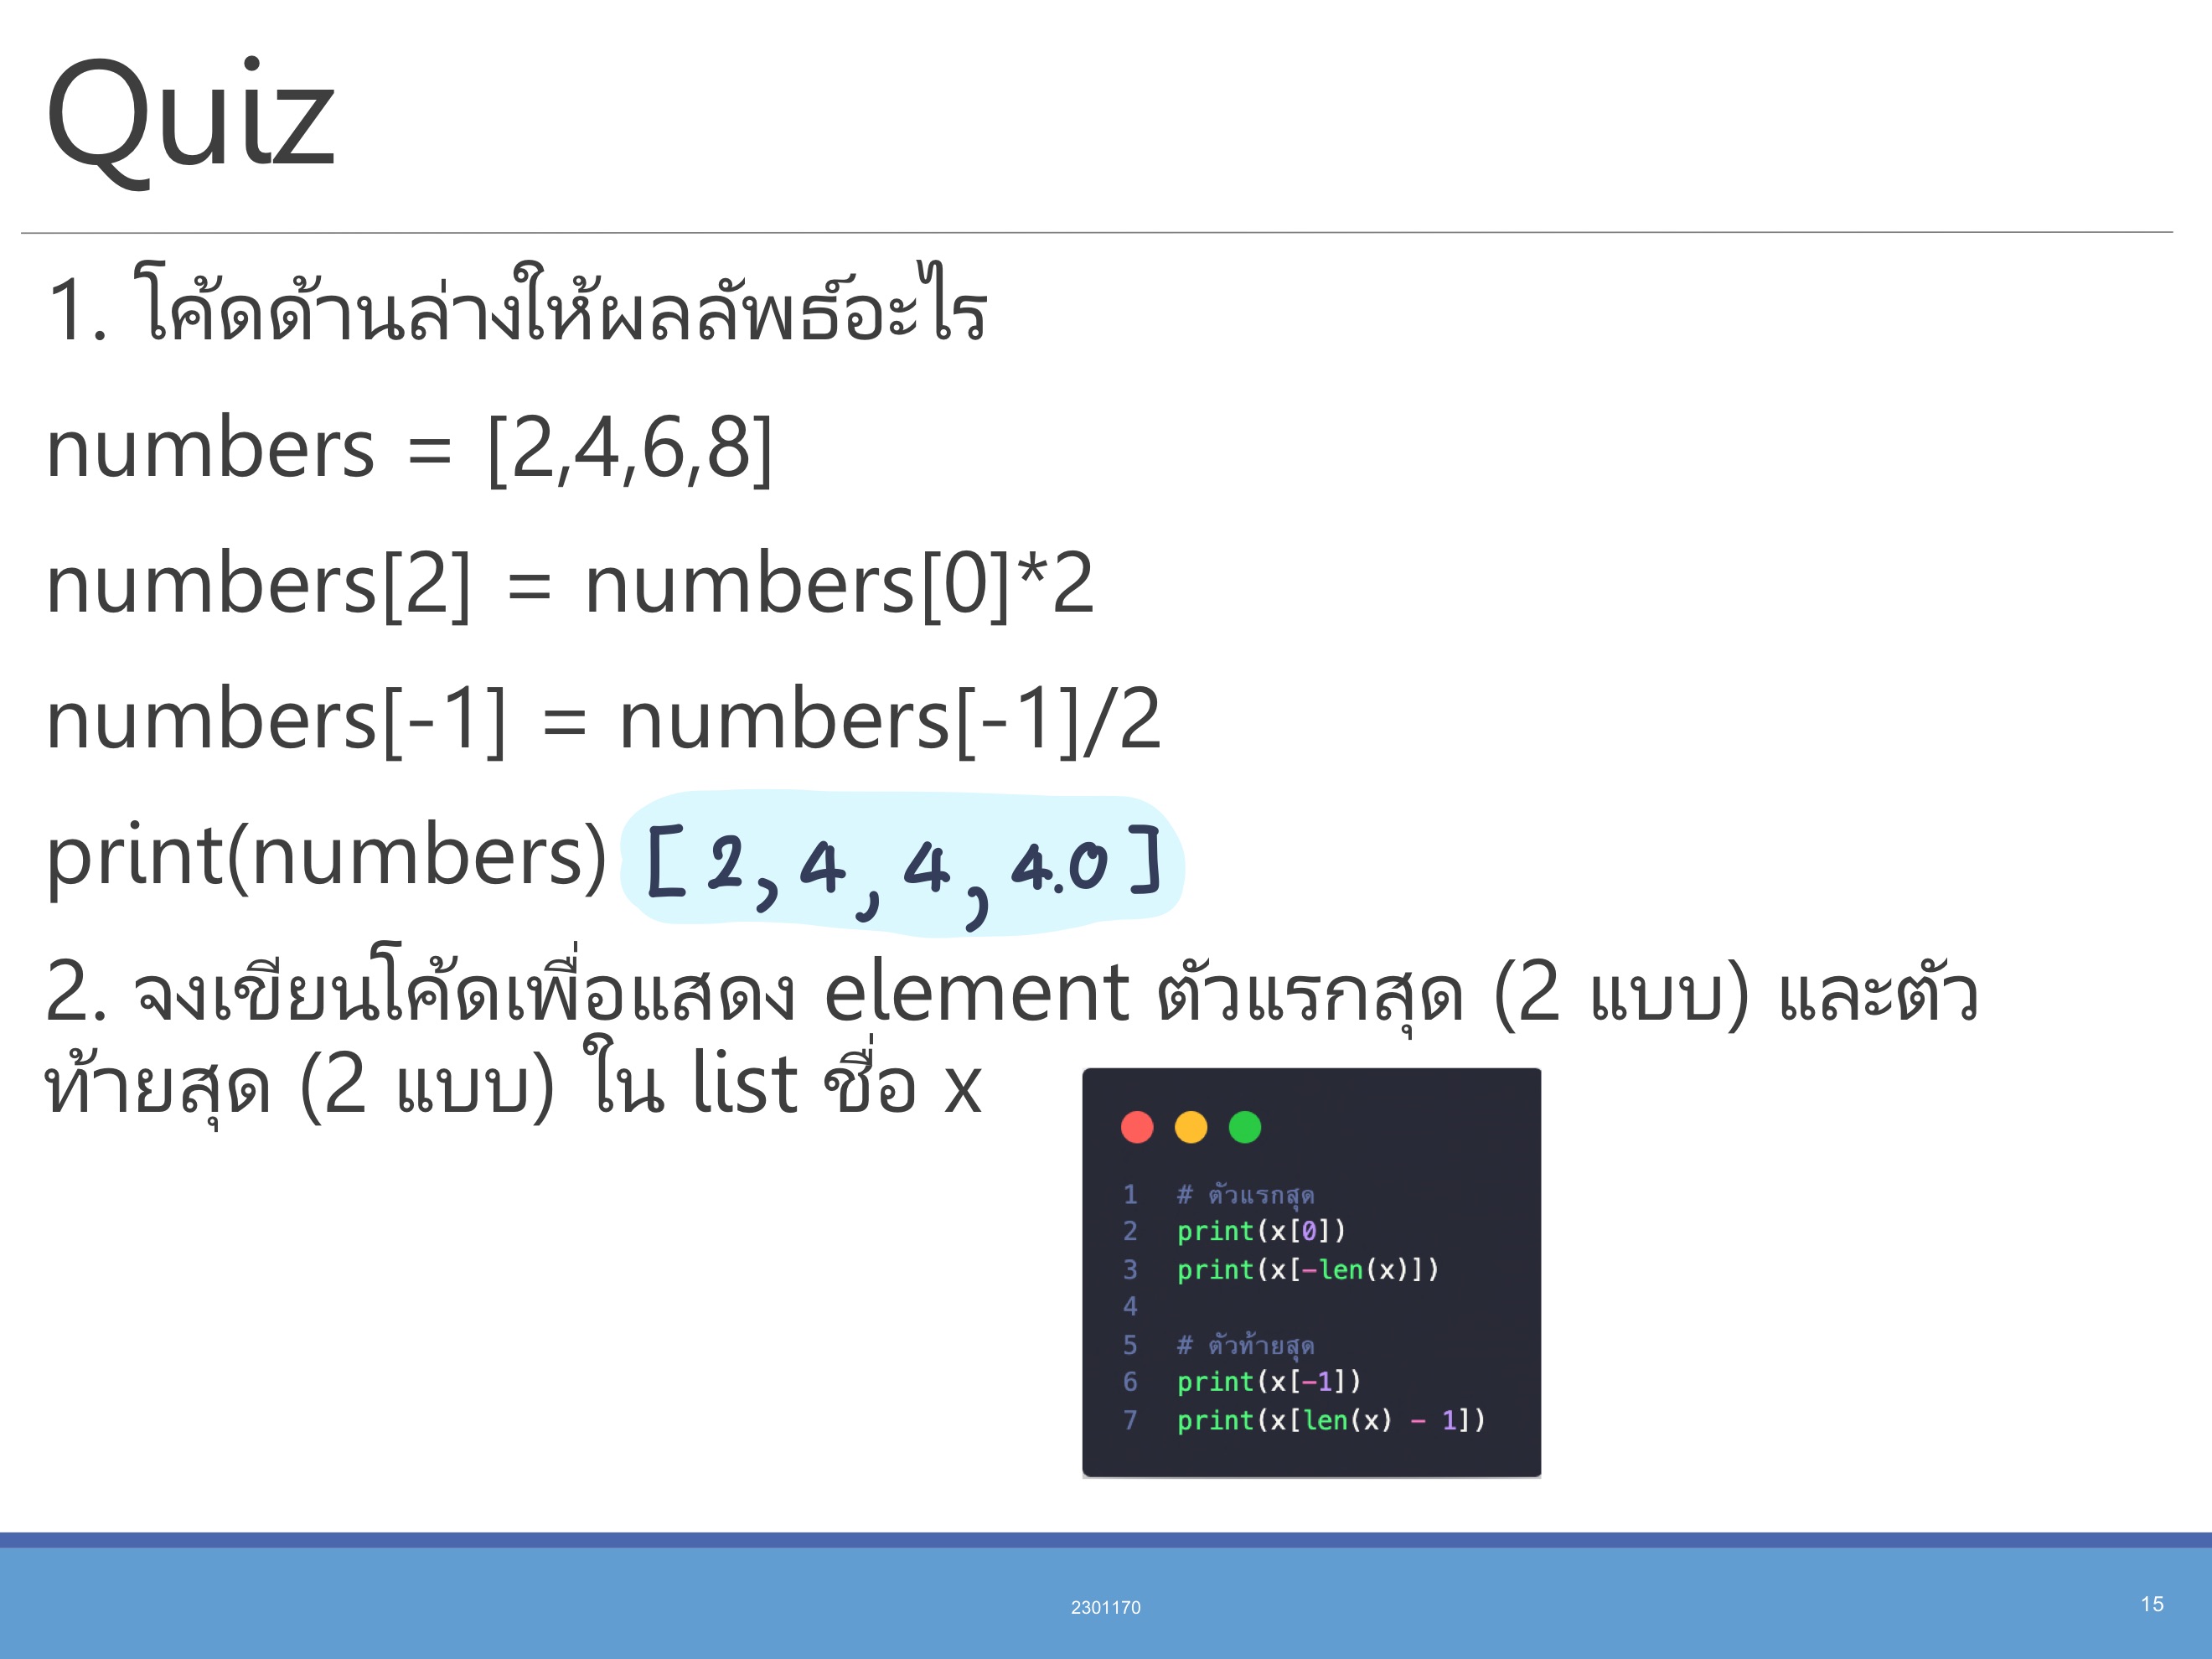 Quiz
1. โค้ดด้านล่างให้ผลลัพธ์อะไร
numbers = [2,4,6,8]
numbers[2] = numbers[0]*2
numbers[-1] = numbers[-1]/2
print(numbers) [2, 4, 4, 4.0]
2. จงเขียนโค้ดเพื่อแสดง element ตัวแรกสุด (2 แบบ) และตัว
ท้ายสุด (2 แบบ) ใน list ชื่อ x
1 # ตัวแรกสุด
2 print(x[0])
3 print(x[-len(x)])
4
5 # ตัวท้ายสุด
6 print(x[-1])
7 print(x[len(x) - 1])
2301170
15